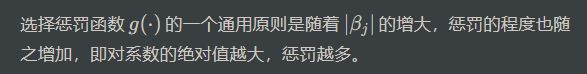 选择惩罚函数 g(·) 的一个通用原则是随着 |βj| 的增大，惩罚的程度也随
之增加，即对系数的绝对值越大，惩罚越多。